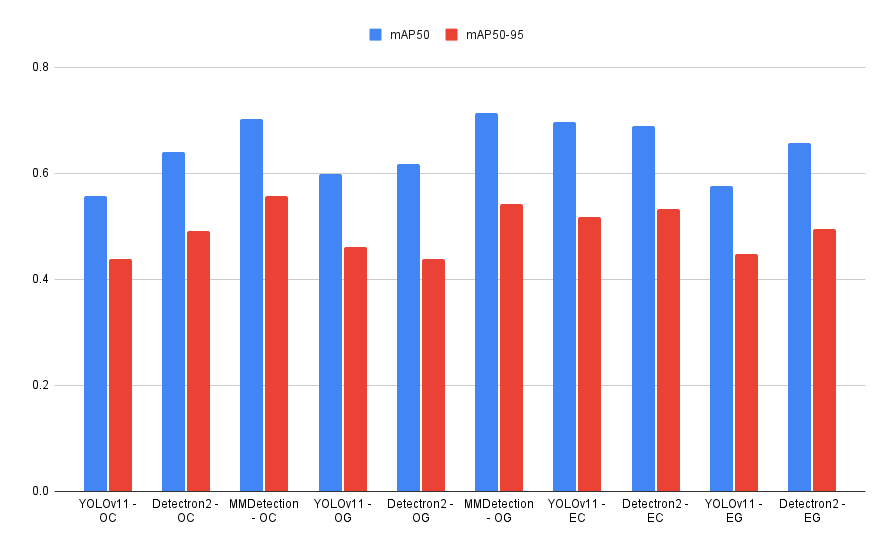 mAP50 mAP50-95
0.8
0.6
0.4
0.2
0.0
YOLOv11 - OC
Detectron2 - OC
MMDetection - OC
YOLOv11 - OG
Detectron2 - OG
MMDetection - OG
YOLOv11 - EC
Detectron2 - EC
YOLOv11 - EG
Detectron2 - EG